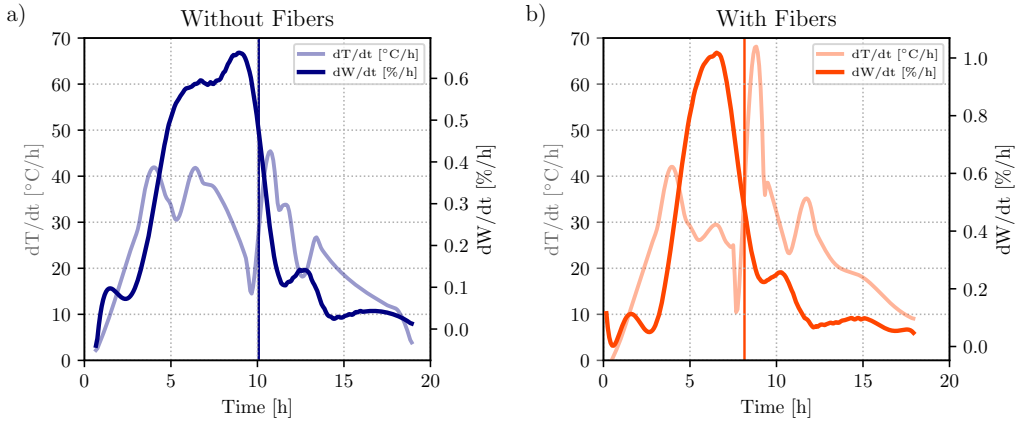 a)
Without Fibers
dT/dt [°C/h]
dW/dt [%/h]
70
60
50
40
30
20
10
0
dT/dt [°C/h]
0.6
0.5
0.4
0.3
0.2
0.1
0.0
dW/dt [%/h]
0 5 10 15 20
Time [h]
b)
With Fibers
dT/dt [°C/h]
dW/dt [%/h]
70
60
50
40
30
20
10
0
dT/dt [°C/h]
1.0
0.8
0.6
0.4
0.2
0.0
dW/dt [%/h]
0 5 10 15 20
Time [h]